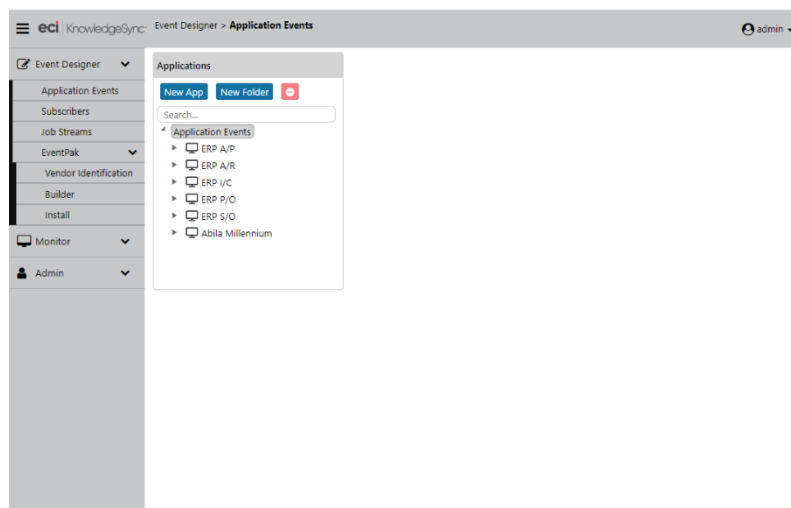 eci KnowledgeSync
Event Designer > Application Events
admin
Event Designer
Application Events
Subscribers
Job Streams
EventPak
Vendor Identification
Builder
Install
Monitor
Admin
Applications
New App New Folder
Search...
Application Events
ERP A/P
ERP A/R
ERP I/C
ERP P/O
ERP S/O
Abila Millennium